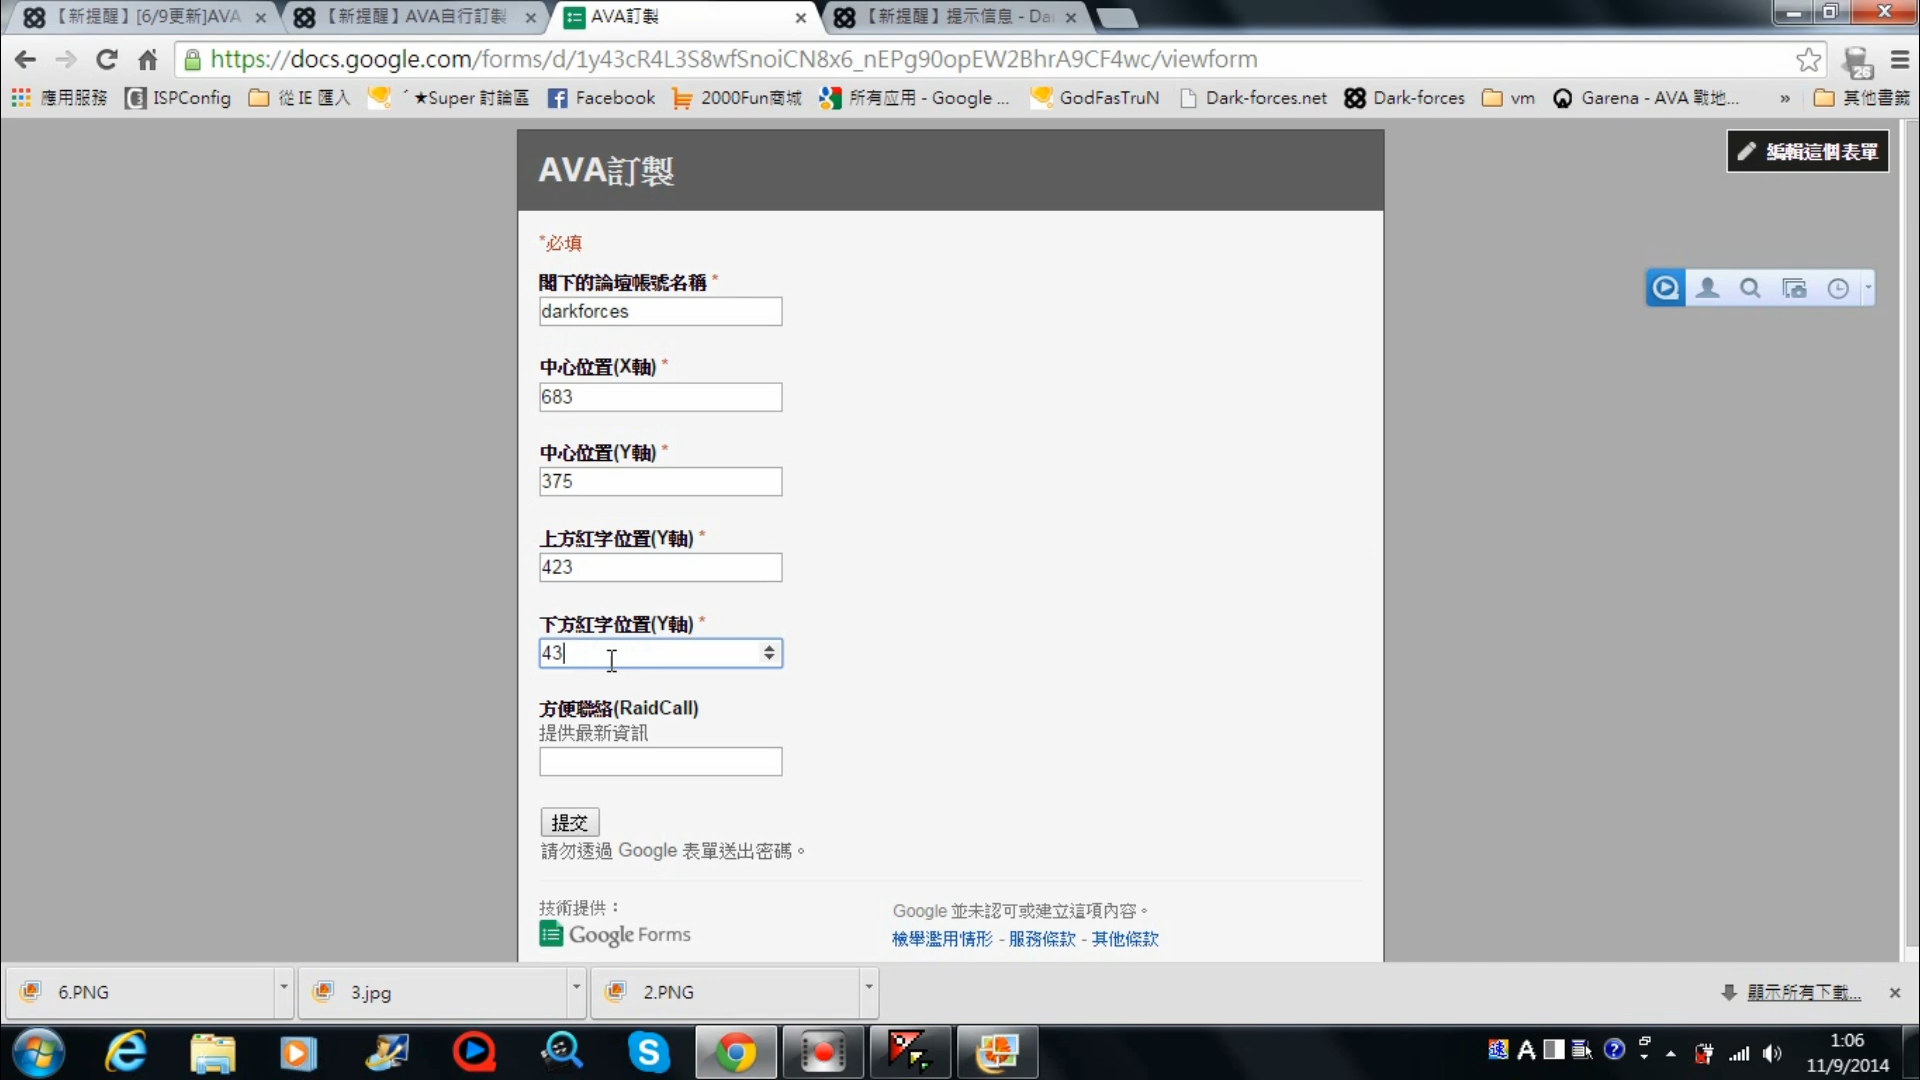 【新提醒】[6/9更新]AVA
【新提醒】AVA自行訂製
AVA訂製
【新提醒】提示信息 - Da
https://docs.google.com/forms/d/1y43cR4L3S8wfSnoiCN8x6_nEPg90opEW2BhrA9CF4wc/viewform
26
應用服務
ISPConfig
從 IE 匯入
ˊ★Super 討論區
Facebook
2000Fun商城
所有应用 - Google ...
GodFasTruN
Dark-forces.net
Dark-forces
vm
Garena - AVA 戰地...
»
其他書籤
AVA訂製
編輯這個表單
*必填
閣下的論壇帳號名稱 *
darkforces
中心位置(X軸) *
683
中心位置(Y軸) *
375
上方紅字位置(Y軸) *
423
下方紅字位置(Y軸) *
43
方便聯絡(RaidCall)
提供最新資訊
提交
請勿透過 Google 表單送出密碼。
技術提供：
Google Forms
Google 並未認可或建立這項內容。
檢舉濫用情形 - 服務條款 - 其他條款
6.PNG
3.jpg
2.PNG
顯示所有下載...
速 A
1:06
11/9/2014